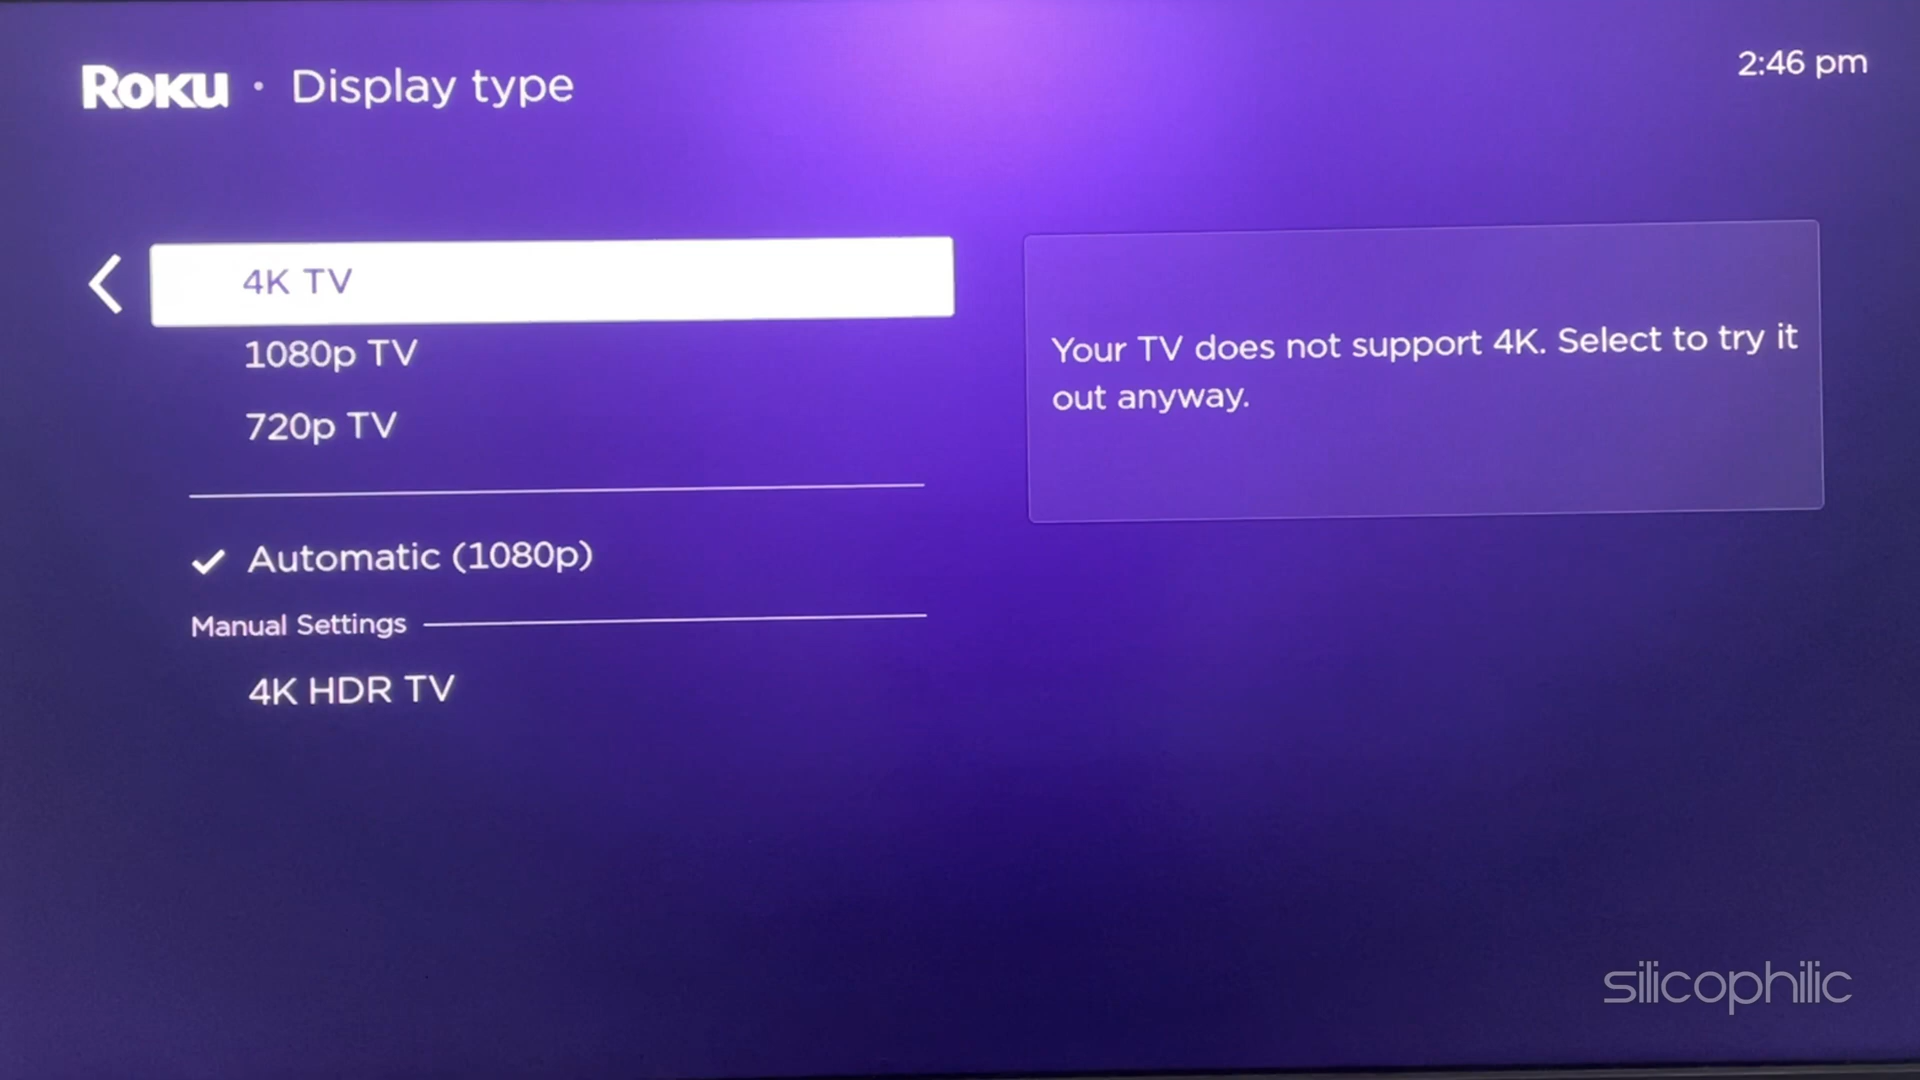 Roku · Display type
2:46 pm
4K TV
1080p TV
720p TV
Automatic (1080p)
Manual Settings
4K HDR TV
Your TV does not support 4K. Select to try it
out anyway.
silicophilic